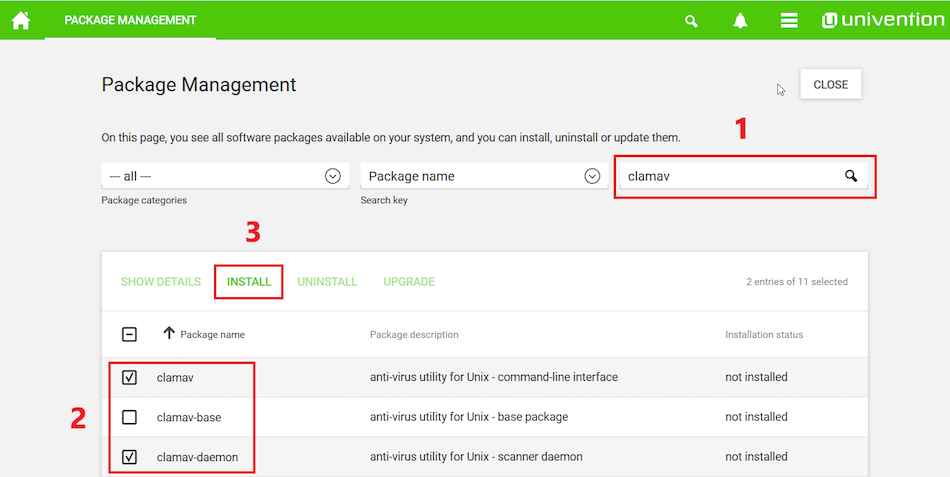 PACKAGE MANAGEMENT
univention
Package Management
CLOSE
On this page, you see all software packages available on your system, and you can install, uninstall or update them.
1
--- all ---
Package name
clamav
Package categories
Search key
3
SHOW DETAILS
INSTALL
UNINSTALL
UPGRADE
2 entries of 11 selected
Package name
Package description
Installation status
clamav
anti-virus utility for Unix - command-line interface
not installed
2
clamav-base
anti-virus utility for Unix - base package
not installed
clamav-daemon
anti-virus utility for Unix - scanner daemon
not installed